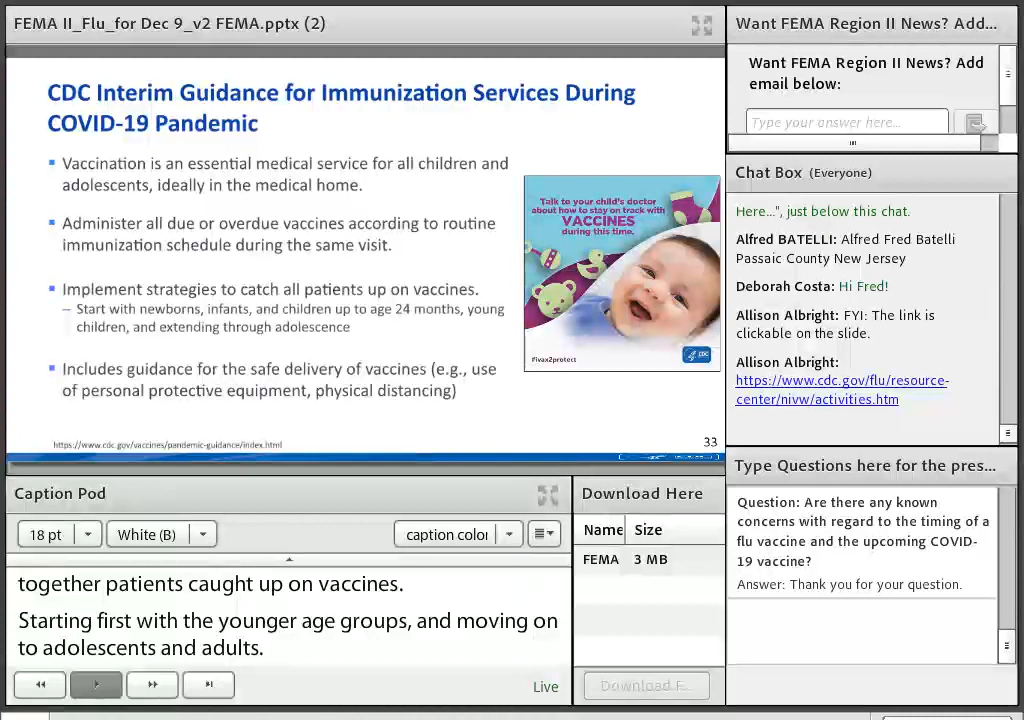 FEMA II_Flu_for Dec 9_v2 FEMA.pptx (2)
CDC Interim Guidance for Immunization Services During
COVID-19 Pandemic
Vaccination is an essential medical service for all children and
adolescents, ideally in the medical home.
Administer all due or overdue vaccines according to routine
immunization schedule during the same visit.
Implement strategies to catch all patients up on vaccines.
– Start with newborns, infants, and children up to age 24 months, young
children, and extending through adolescence
Includes guidance for the safe delivery of vaccines (e.g., use
of personal protective equipment, physical distancing)
Talk to your child's doctor
about how to stay on track with
VACCINES
during this time.
#ivax2protect
CDC
https://www.cdc.gov/vaccines/pandemic-guidance/index.html
33
Want FEMA Region II News? Add...
Want FEMA Region II News? Add
email below:
Type your answer here...
Chat Box (Everyone)
Here...", just below this chat.
Alfred BATELLI: Alfred Fred Batelli
Passaic County New Jersey
Deborah Costa: Hi Fred!
Allison Albright: FYI: The link is
clickable on the slide.
Allison Albright:
https://www.cdc.gov/flu/resource-
center/nivw/activities.htm
Type Questions here for the pres...
Question: Are there any known
concerns with regard to the timing of a
flu vaccine and the upcoming COVID-
19 vaccine?
Answer: Thank you for your question.
Caption Pod
18 pt
White (B)
caption color
together patients caught up on vaccines.
Starting first with the younger age groups, and moving on
to adolescents and adults.
Live
Download Here
Name Size
FEMA 3 MB
Download F...